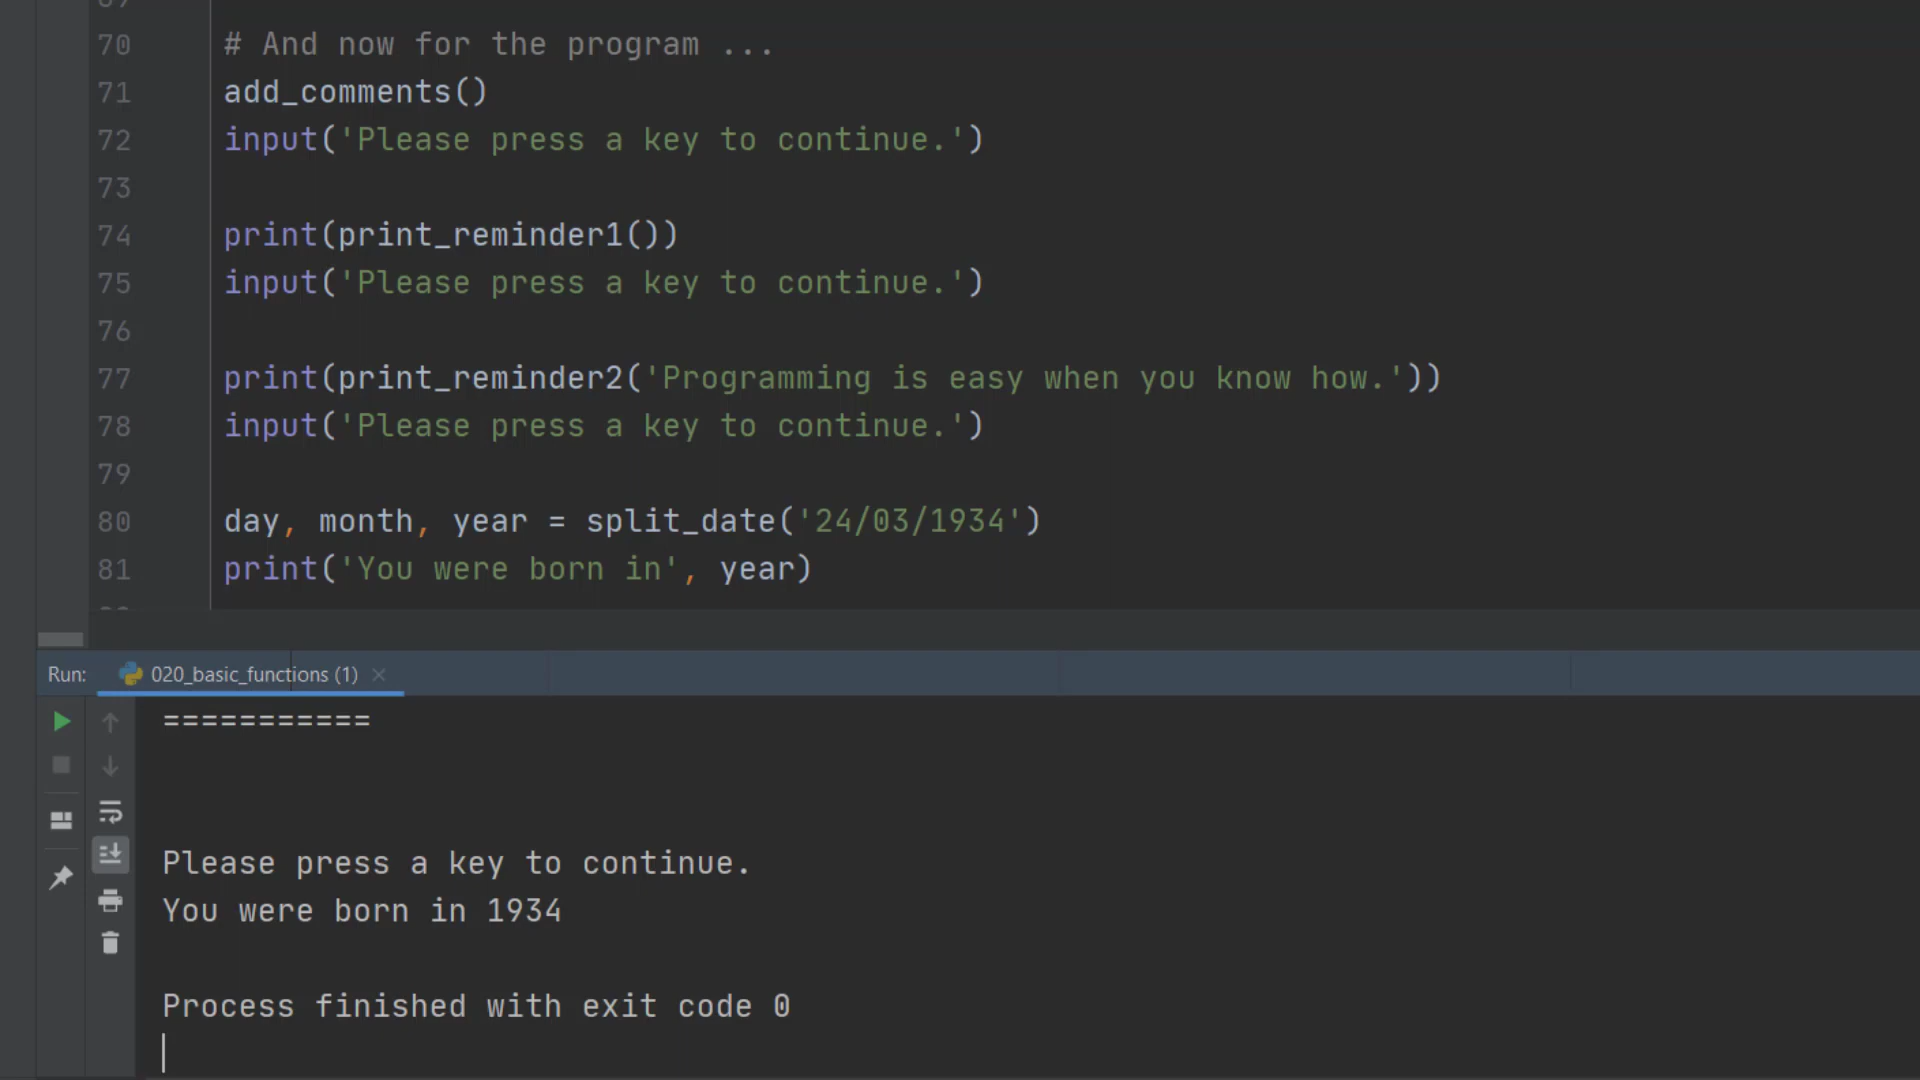 70 # And now for the program ...
71 add_comments()
72 input('Please press a key to continue.')
73
74 print(print_reminder1())
75 input('Please press a key to continue.')
76
77 print(print_reminder2('Programming is easy when you know how.'))
78 input('Please press a key to continue.')
79
80 day, month, year = split_date('24/03/1934')
81 print('You were born in', year)
Run: 020_basic_functions (1)
===========
Please press a key to continue.
You were born in 1934
Process finished with exit code 0